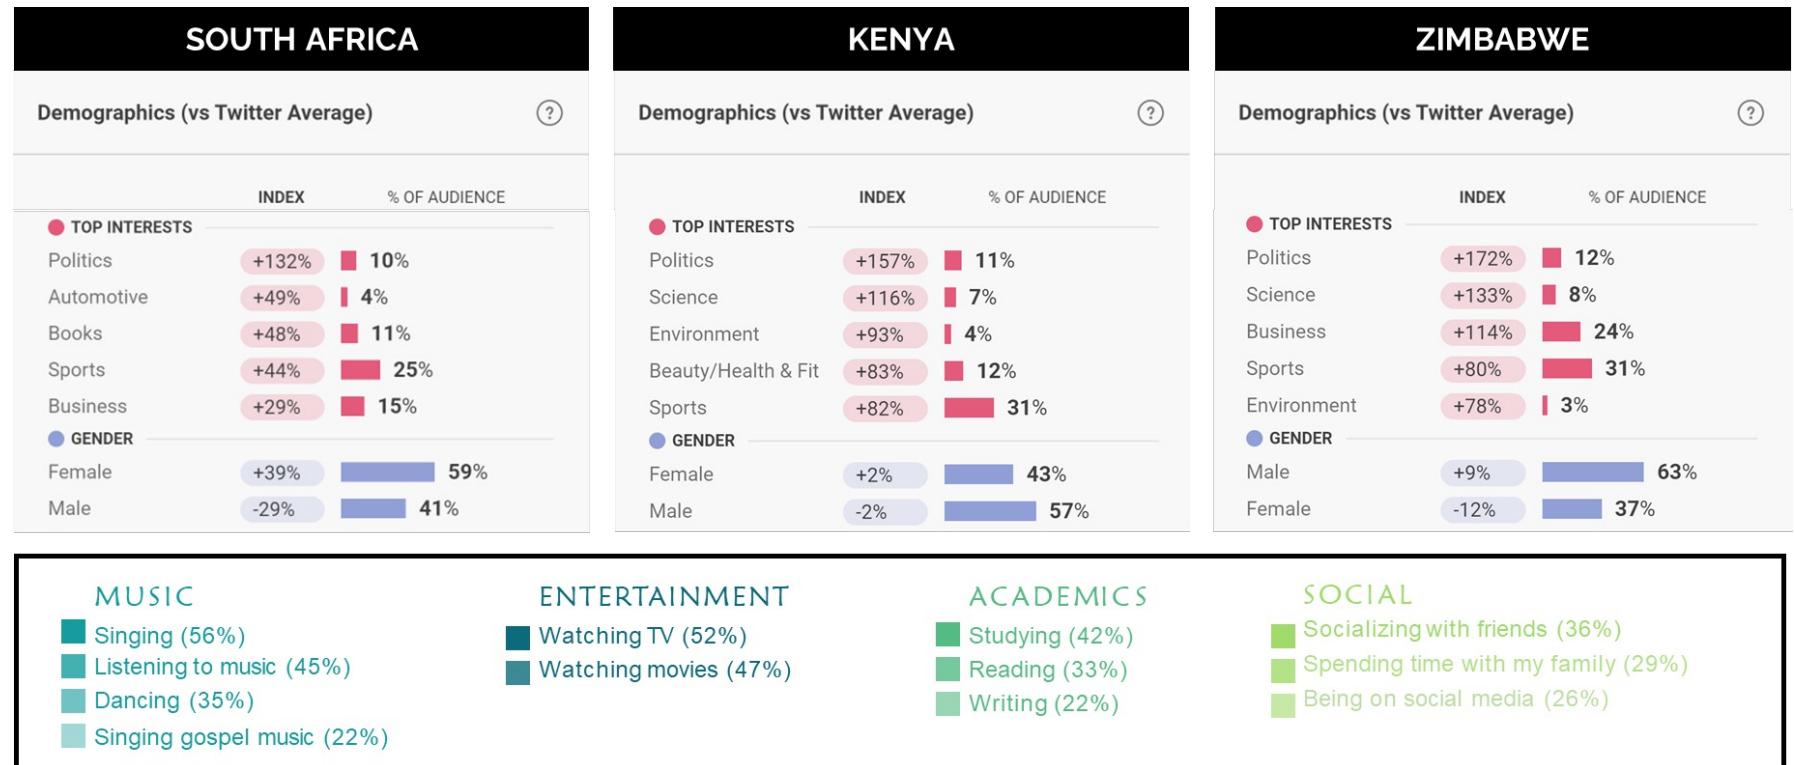 SOUTH AFRICA
Demographics (vs Twitter Average) ?
INDEX % OF AUDIENCE
TOP INTERESTS
Politics +132% 10%
Automotive +49% 4%
Books +48% 11%
Sports +44% 25%
Business +29% 15%
GENDER
Female +39% 59%
Male -29% 41%
KENYA
Demographics (vs Twitter Average) ?
INDEX % OF AUDIENCE
TOP INTERESTS
Politics +157% 11%
Science +116% 7%
Environment +93% 4%
Beauty/Health & Fit +83% 12%
Sports +82% 31%
GENDER
Female +2% 43%
Male -2% 57%
ZIMBABWE
Demographics (vs Twitter Average) ?
INDEX % OF AUDIENCE
TOP INTERESTS
Politics +172% 12%
Science +133% 8%
Business +114% 24%
Sports +80% 31%
Environment +78% 3%
GENDER
Male +9% 63%
Female -12% 37%
MUSIC
Singing (56%)
Listening to music (45%)
Dancing (35%)
Singing gospel music (22%)
ENTERTAINMENT
Watching TV (52%)
Watching movies (47%)
ACADEMICS
Studying (42%)
Reading (33%)
Writing (22%)
SOCIAL
Socializing with friends (36%)
Spending time with my family (29%)
Being on social media (26%)